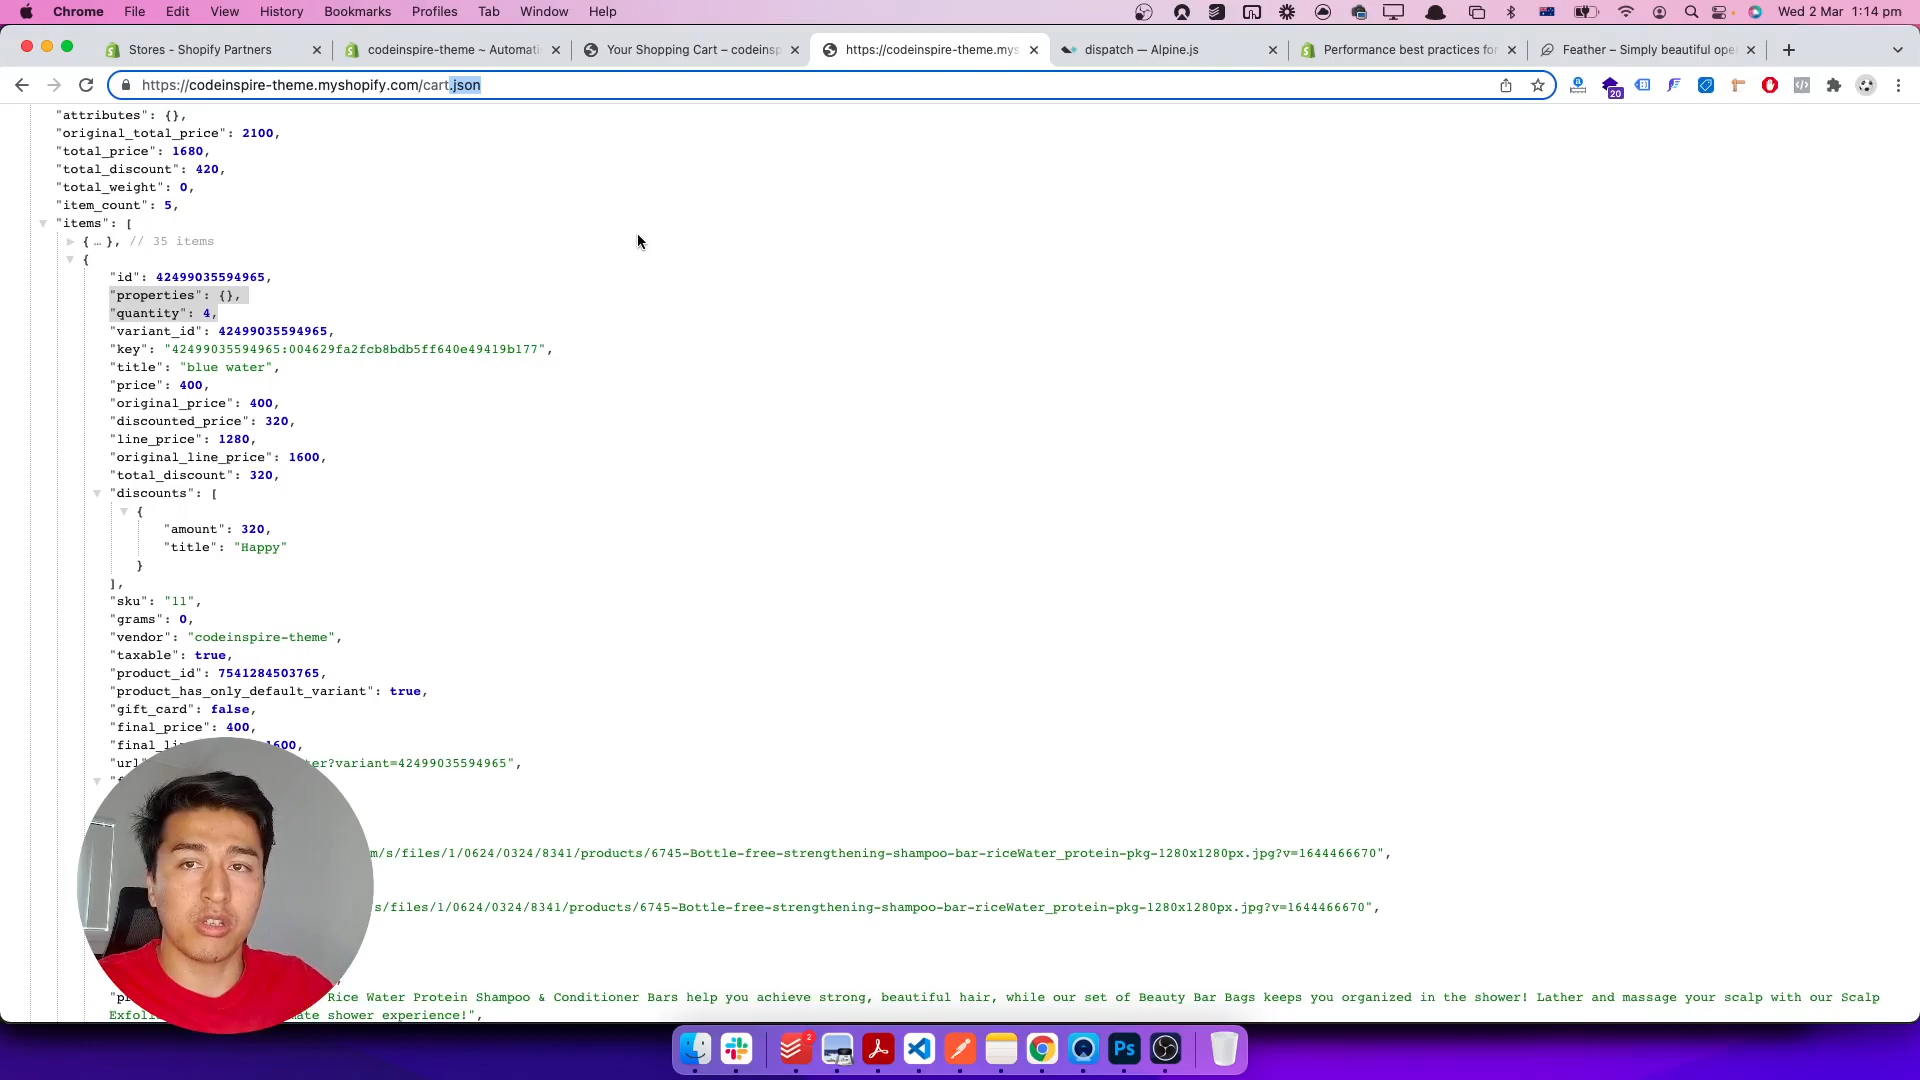 Chrome File Edit View History Bookmarks Profiles Tab Window Help Wed 2 Mar 1:14 pm
Stores - Shopify Partners codeinspire-theme ~ Automati Your Shopping Cart – codeinsp https://codeinspire-theme.mys dispatch — Alpine.js Performance best practices for Feather – Simply beautiful ope
https://codeinspire-theme.myshopify.com/cart.json
20
"attributes": {},
"original_total_price": 2100,
"total_price": 1680,
"total_discount": 420,
"total_weight": 0,
"item_count": 5,
"items": [
{ … }, // 35 items
{
"id": 42499035594965,
"properties": {},
"quantity": 4,
"variant_id": 42499035594965,
"key": "42499035594965:004629fa2fcb8bdb5ff640e49419b177",
"title": "blue water",
"price": 400,
"original_price": 400,
"discounted_price": 320,
"line_price": 1280,
"original_line_price": 1600,
"total_discount": 320,
"discounts": [
{
"amount": 320,
"title": "Happy"
}
],
"sku": "11",
"grams": 0,
"vendor": "codeinspire-theme",
"taxable": true,
"product_id": 7541284503765,
"product_has_only_default_variant": true,
"gift_card": false,
"final_price": 400,
"final_li 1600,
"url" ter?variant=42499035594965",
m/s/files/1/0624/0324/8341/products/6745-Bottle-free-strengthening-shampoo-bar-riceWater_protein-pkg-1280x1280px.jpg?v=1644466670",
s/files/1/0624/0324/8341/products/6745-Bottle-free-strengthening-shampoo-bar-riceWater_protein-pkg-1280x1280px.jpg?v=1644466670",
Rice Water Protein Shampoo & Conditioner Bars help you achieve strong, beautiful hair, while our set of Beauty Bar Bags keeps you organized in the shower! Lather and massage your scalp with our Scalp
Exfoli mate shower experience!",
2
Ps